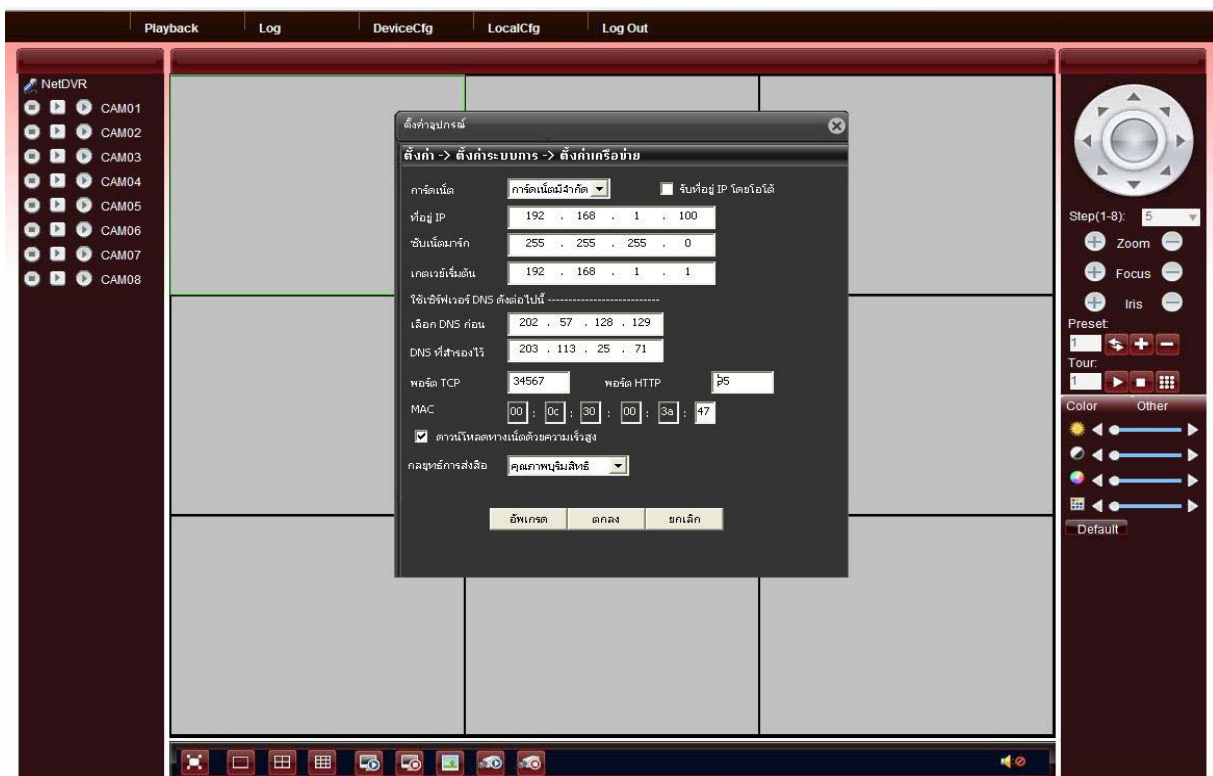 Playback Log DeviceCfg LocalCfg Log Out
NetDVR
CAM01
CAM02
CAM03
CAM04
CAM05
CAM06
CAM07
CAM08
ตั้งค่าอุปกรณ์
ตั้งค่า -> ตั้งค่าระบบการ -> ตั้งค่าเครือข่าย
การ์ดเน็ต การ์ดเน็ตมีจำกัด รับที่อยู่ IP โดยโอโต้
ที่อยู่ IP 192 . 168 . 1 . 100
ซับเน็ตมาร์ก 255 . 255 . 255 . 0
เกตเวย์เริ่มต้น 192 . 168 . 1 . 1
ใช้เซิร์ฟเวอร์ DNS ดังต่อไปนี้ ---------------------------
เลือก DNS ก่อน 202 . 57 . 128 . 129
DNS ที่สำรองไว้ 203 . 113 . 25 . 71
พอร์ต TCP 34567 พอร์ต HTTP 95
MAC 00 : 0c : 30 : 00 : 3a : 47
ดาวน์โหลดทางเน็ตด้วยความเร็วสูง
กลยุทธ์การส่งสื่อ คุณภาพบุริมสิทธิ์
อัพเกรด ตกลง ยกเลิก
Step(1-8): 5
Zoom
Focus
Iris
Preset:
1
Tour:
1
Color Other
Default